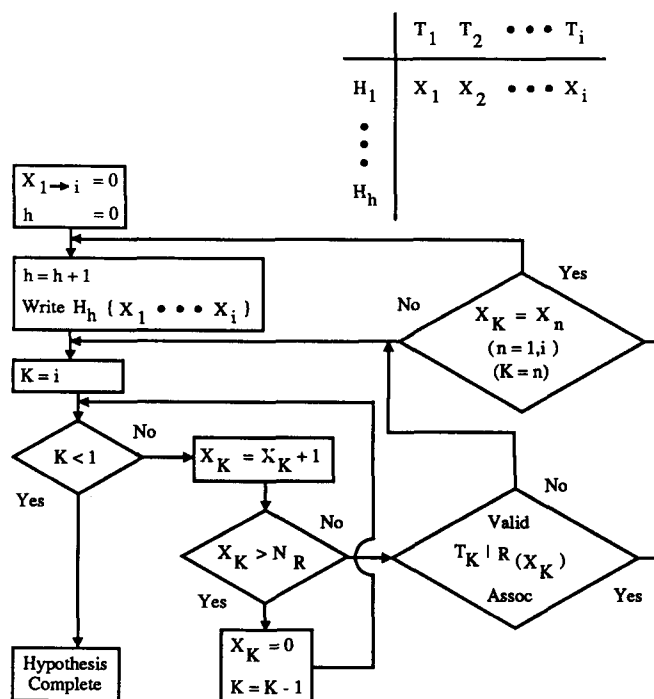 T1 T2 • • • Ti
H1 X1 X2 • • • Xi
•
•
•
Hh
X1→i = 0
h = 0
h = h + 1
Write Hh { X1 • • • Xi }
K = i
K < 1
No
Yes
XK = XK + 1
XK > NR
No
Yes
XK = 0
K = K - 1
Hypothesis
Complete
No
Yes
XK = Xn
(n = 1,i)
(K = n)
No
Valid
TK | R (XK)
Assoc
Yes